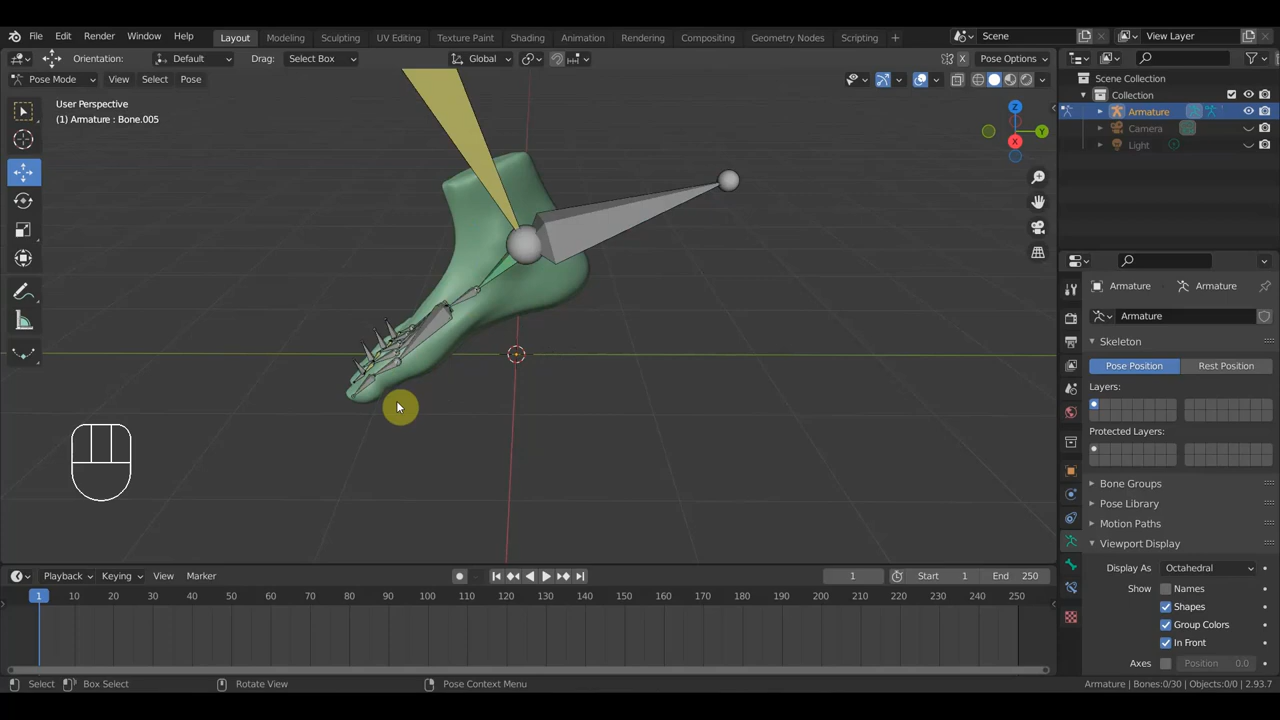 File Edit Render Window Help Layout Modeling Sculpting UV Editing Texture Paint Shading Animation Rendering Compositing Geometry Nodes Scripting + Scene View Layer
Orientation: Default Drag: Select Box Global Pose Options
Pose Mode View Select Pose
User Perspective
(1) Armature : Bone.005
Z
Y
X
Scene Collection
Collection
Armature
Camera
Light
Armature Armature
Armature
Skeleton
Pose Position Rest Position
Layers:
Protected Layers:
Bone Groups
Pose Library
Motion Paths
Viewport Display
Display As Octahedral
Show Names
Shapes
Group Colors
In Front
Axes Position 0.0
Playback Keying View Marker 1 Start 1 End 250
1 10 20 30 40 50 60 70 80 90 100 110 120 130 140 150 160 170 180 190 200 210 220 230 240 250
Select Box Select Rotate View Pose Context Menu Armature | Bones:0/30 | Objects:0/0 | 2.93.7